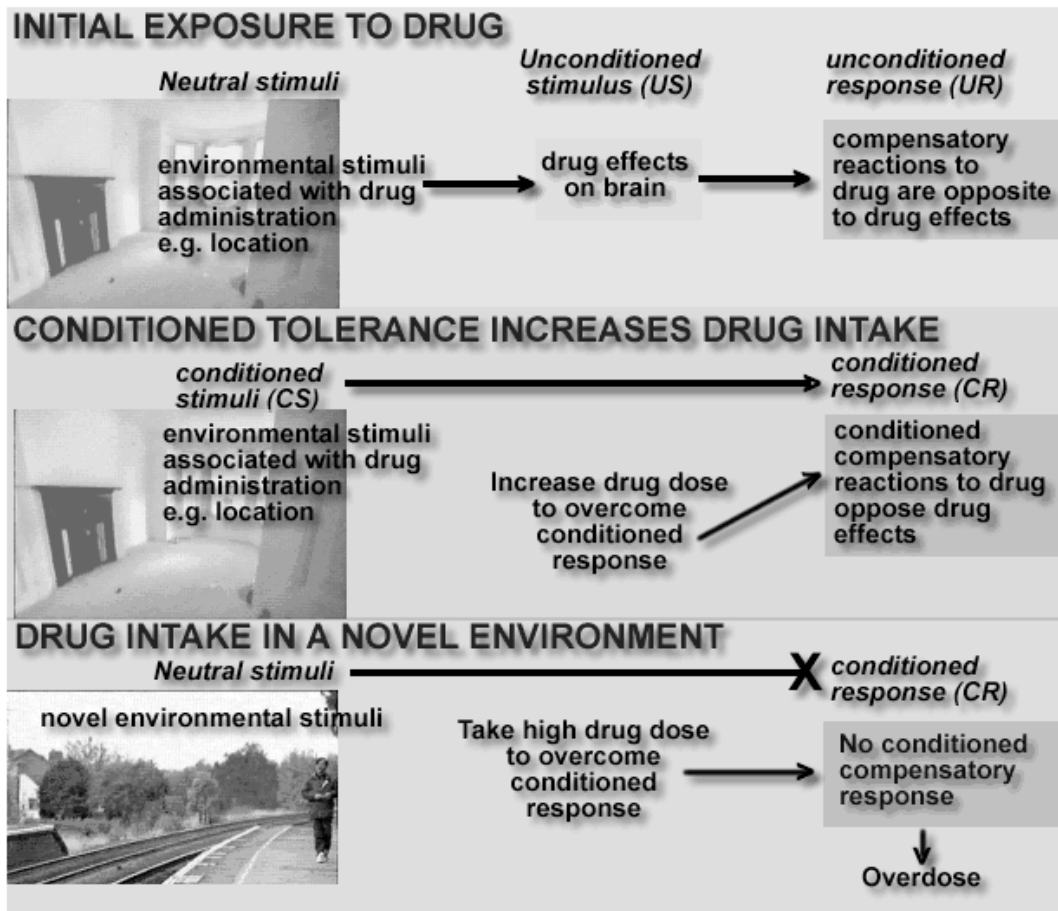 INITIAL EXPOSURE TO DRUG
Neutral stimuli
environmental stimuli
associated with drug
administration
e.g. location
Unconditioned
stimulus (US)
drug effects
on brain
unconditioned
response (UR)
compensatory
reactions to
drug are opposite
to drug effects
CONDITIONED TOLERANCE INCREASES DRUG INTAKE
conditioned
stimuli (CS)
environmental stimuli
associated with drug
administration
e.g. location
Increase drug dose
to overcome
conditioned
response
conditioned
response (CR)
conditioned
compensatory
reactions to drug
oppose drug
effects
DRUG INTAKE IN A NOVEL ENVIRONMENT
Neutral stimuli
novel environmental stimuli
Take high drug dose
to overcome
conditioned
response
X
conditioned
response (CR)
No conditioned
compensatory
response
Overdose